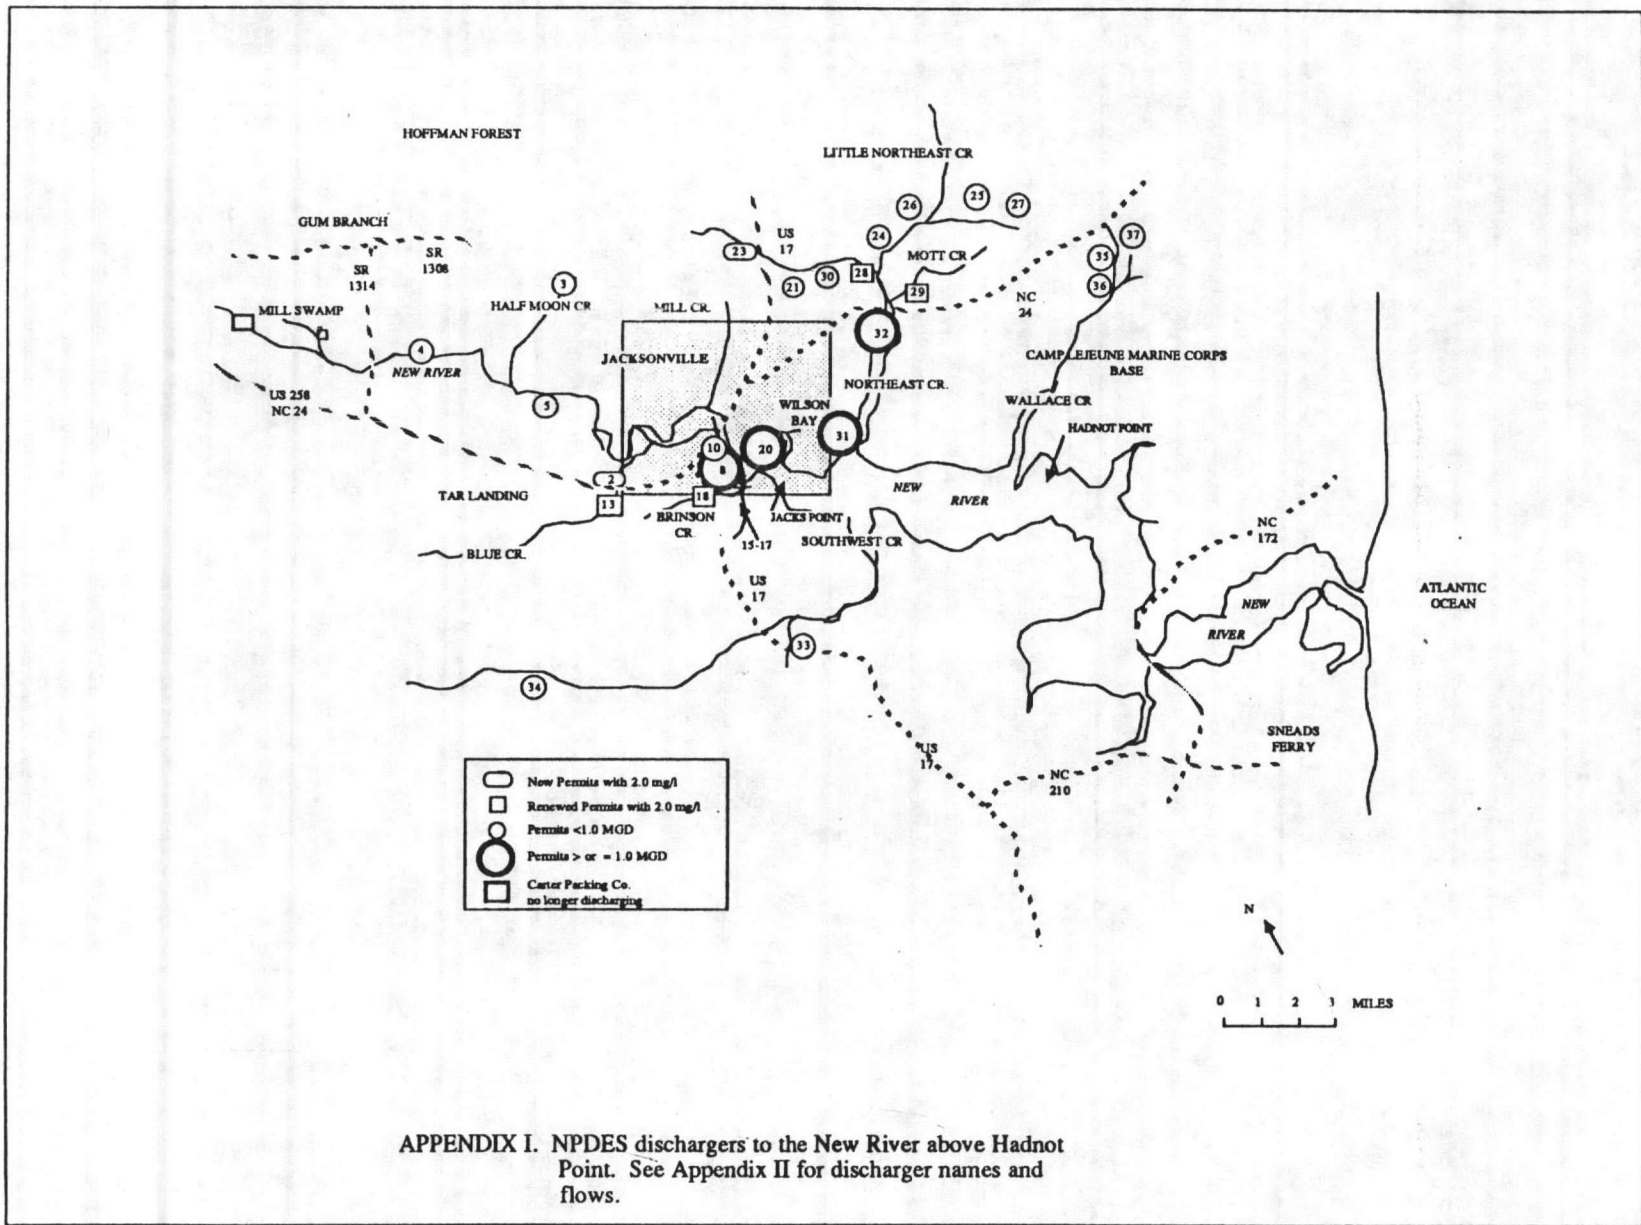 HOFFMAN FOREST
LITTLE NORTHEAST CR
26
25
27
GUM BRANCH
US
17
24
37
SR
1308
SR
1314
23
MOTT CR
35
3
21
30
28
29
36
MILL SWAMP
HALF MOON CR
MILL CR.
NC
24
32
4
NEW RIVER
JACKSONVILLE
CAMP LEJEUNE MARINE CORPS
BASE
NORTHEAST CR.
US 258
NC 24
5
WILSON
BAY
WALLACE CR
HADNOT POINT
31
10
20
8
2
NEW
RIVER
TAR LANDING
13
18
BRINSON
CR.
JACKS POINT
NC
172
15-17
SOUTHWEST CR
BLUE CR.
US
17
ATLANTIC
OCEAN
NEW
RIVER
33
34
SNEADS
FERRY
US
17
NC
210
New Permits with 2.0 mg/l
Renewed Permits with 2.0 mg/l
Permits <1.0 MGD
Permits > or = 1.0 MGD
Carter Packing Co.
no longer discharging
N
0 1 2 3 MILES
APPENDIX I. NPDES dischargers to the New River above Hadnot
Point. See Appendix II for discharger names and
flows.